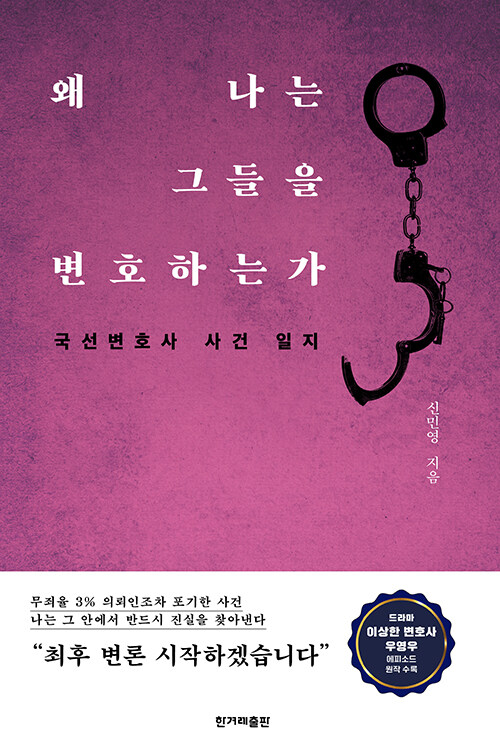 왜 나는
그들을
변호하는가
국선변호사 사건 일지
신민영 지음
무죄율 3% 의뢰인조차 포기한 사건
나는 그 안에서 반드시 진실을 찾아낸다
“최후 변론 시작하겠습니다”
드라마
이상한 변호사
우영우
에피소드
원작 수록
한겨레출판